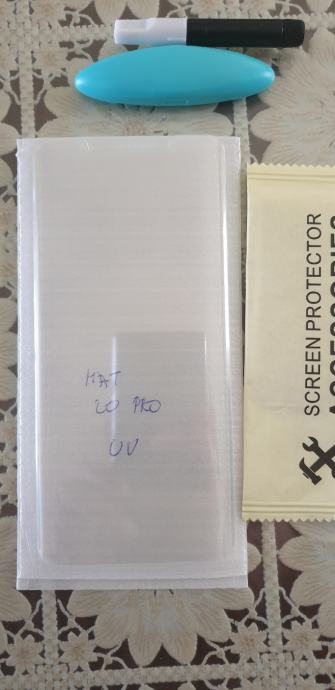 MAT
20 PRO
UV
SCREEN PROTECTOR
ACCESSORIES